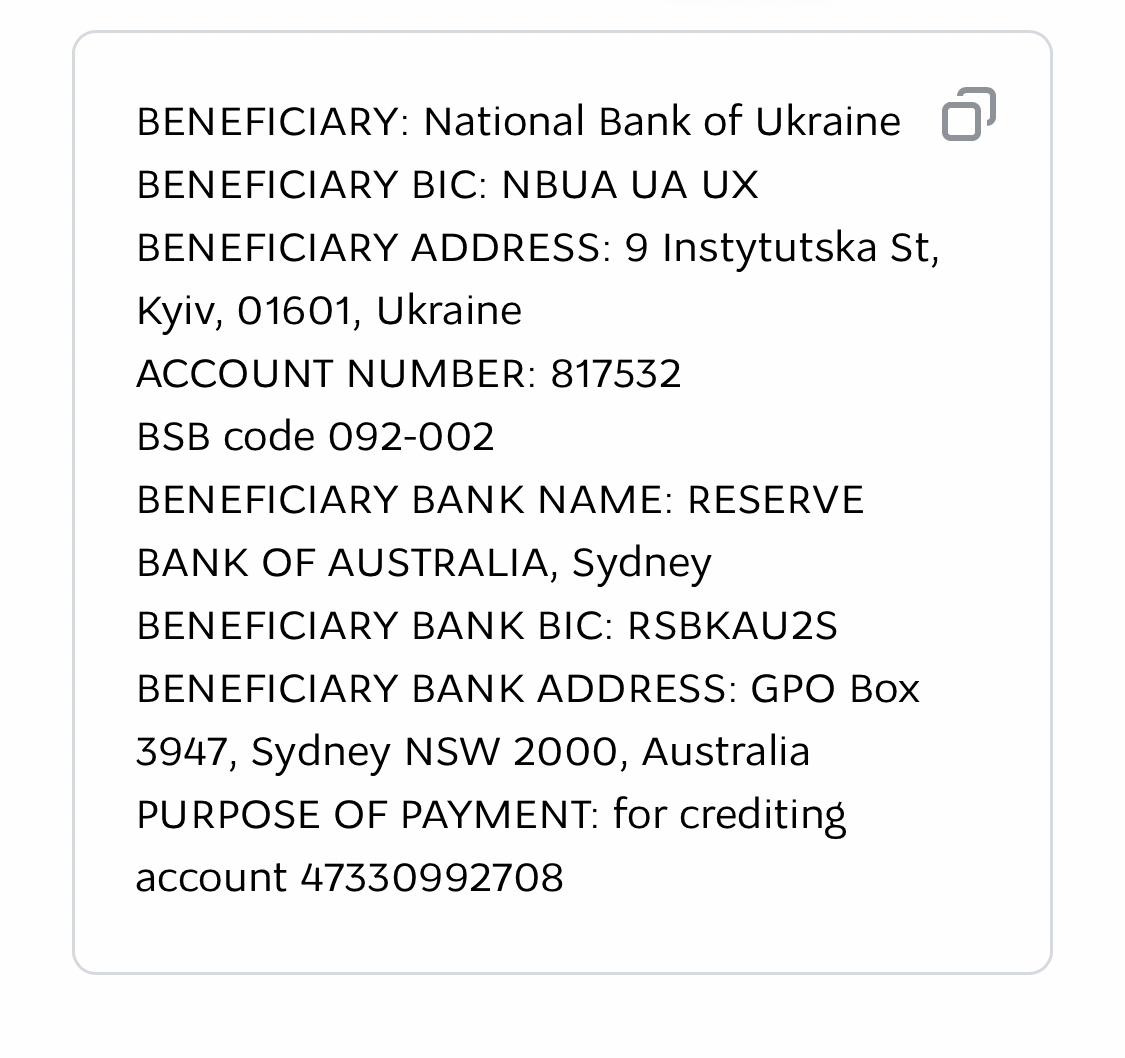 BENEFICIARY: National Bank of Ukraine
BENEFICIARY BIC: NBUA UA UX
BENEFICIARY ADDRESS: 9 Instytutska St,
Kyiv, 01601, Ukraine
ACCOUNT NUMBER: 817532
BSB code 092-002
BENEFICIARY BANK NAME: RESERVE
BANK OF AUSTRALIA, Sydney
BENEFICIARY BANK BIC: RSBKAU2S
BENEFICIARY BANK ADDRESS: GPO Box
3947, Sydney NSW 2000, Australia
PURPOSE OF PAYMENT: for crediting
account 47330992708